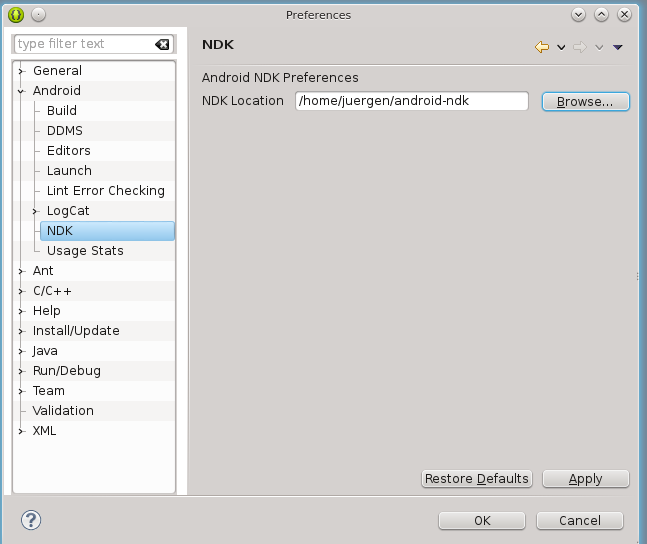 Preferences
type filter text
General
Android
Build
DDMS
Editors
Launch
Lint Error Checking
LogCat
NDK
Usage Stats
Ant
C/C++
Help
Install/Update
Java
Run/Debug
Team
Validation
XML
NDK
Android NDK Preferences
NDK Location /home/juergen/android-ndk Browse...
Restore Defaults Apply
? OK Cancel